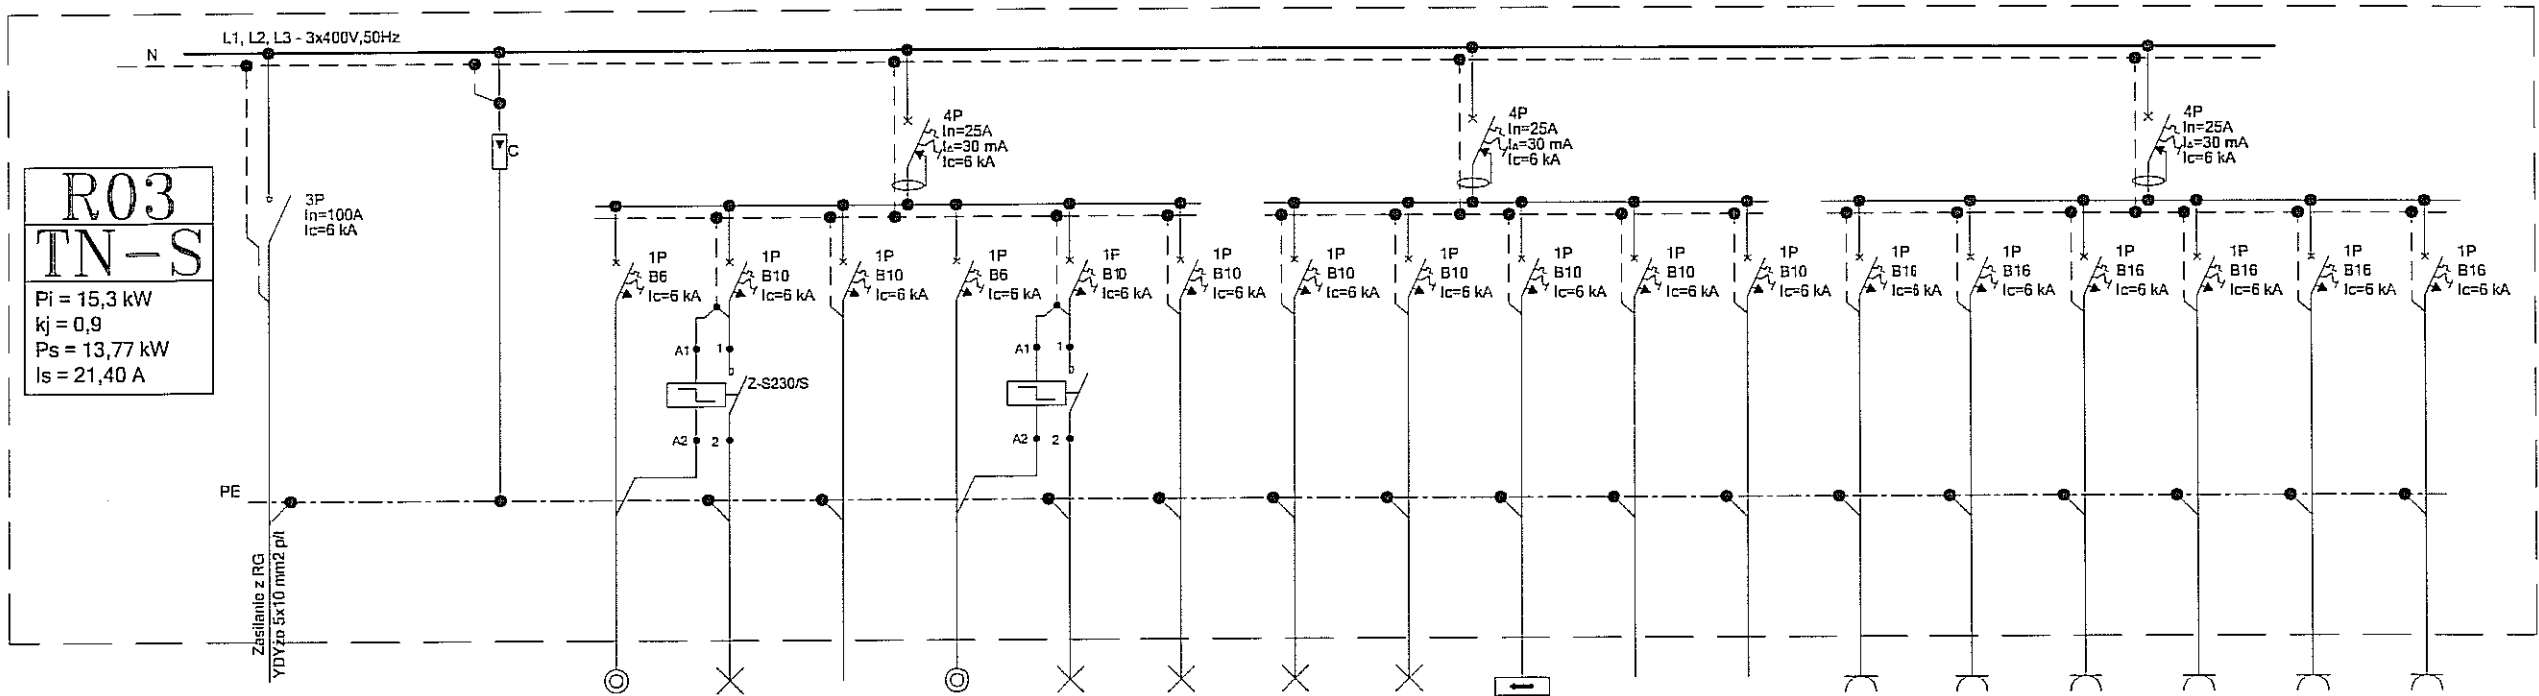 L1, L2, L3 - 3x400V,50Hz
N
R03
TN-S
Pi = 15,3 kW
kj = 0,9
Ps = 13,77 kW
Is = 21,40 A
3P
In=100A
Ic=6 kA
C
4P
In=25A
I△=30 mA
Ic=6 kA
4P
In=25A
I△=30 mA
Ic=6 kA
4P
In=25A
I△=30 mA
Ic=6 kA
1P
B6
Ic=6 kA
1P
B10
Ic=6 kA
1P
B10
Ic=6 kA
1P
B6
Ic=6 kA
1P
B10
Ic=6 kA
1P
B10
Ic=6 kA
1P
B10
Ic=6 kA
1P
B10
Ic=6 kA
1P
B10
Ic=6 kA
1P
B10
Ic=6 kA
1P
B10
Ic=6 kA
1P
B16
Ic=6 kA
1P
B16
Ic=6 kA
1P
B16
Ic=6 kA
1P
B16
Ic=6 kA
1P
B16
Ic=6 kA
1P
B16
Ic=6 kA
A1 1
Z-S230/S
A2 2
A1 1
A2 2
PE
Zasilanie z RG
YDYżo 5x10 mm2 p/t